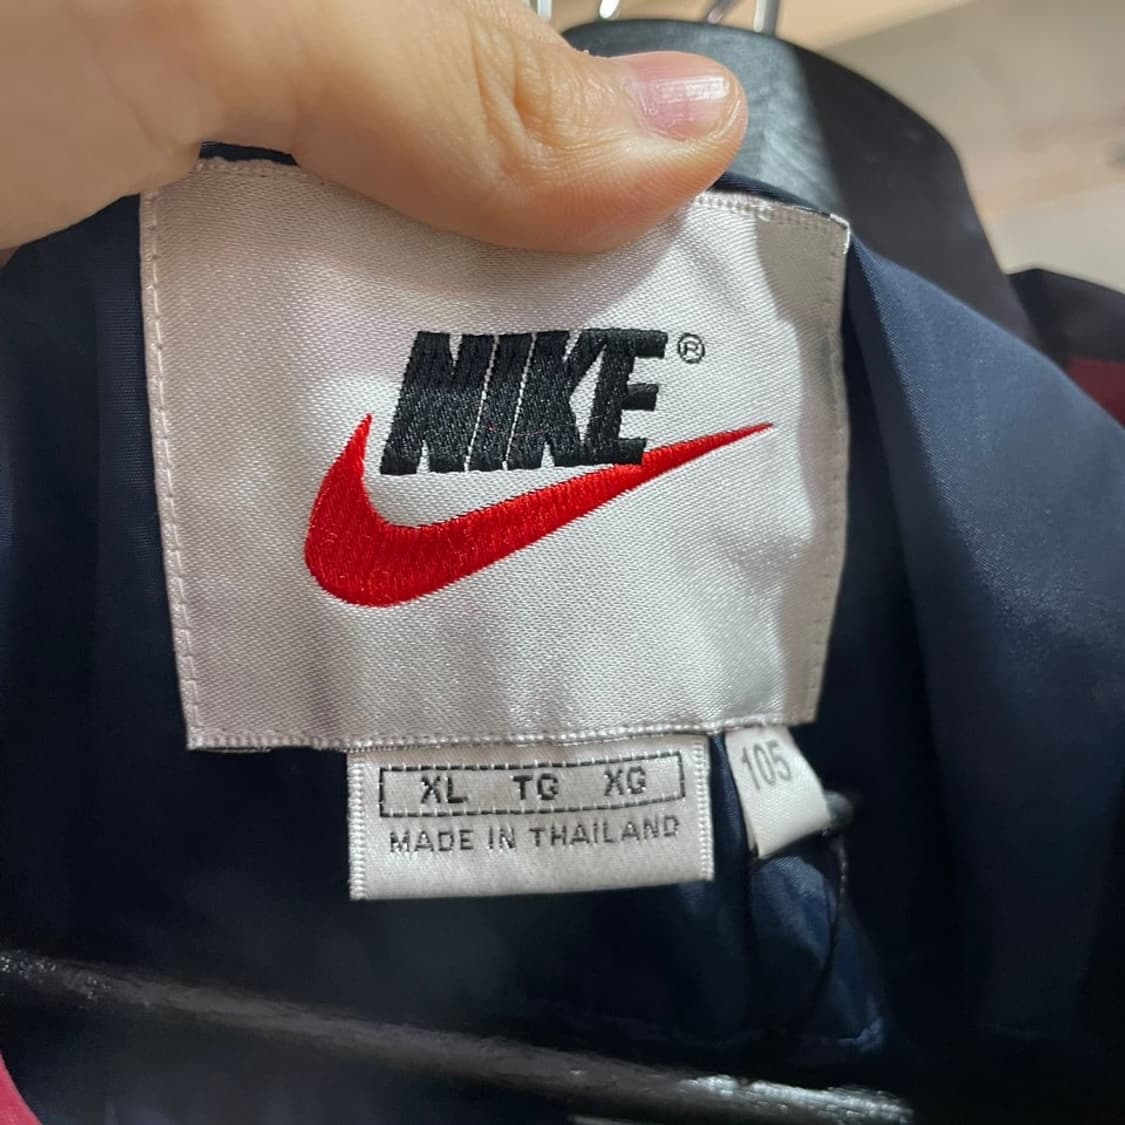 NIKE®
XL TG XG
MADE IN THAILAND
105